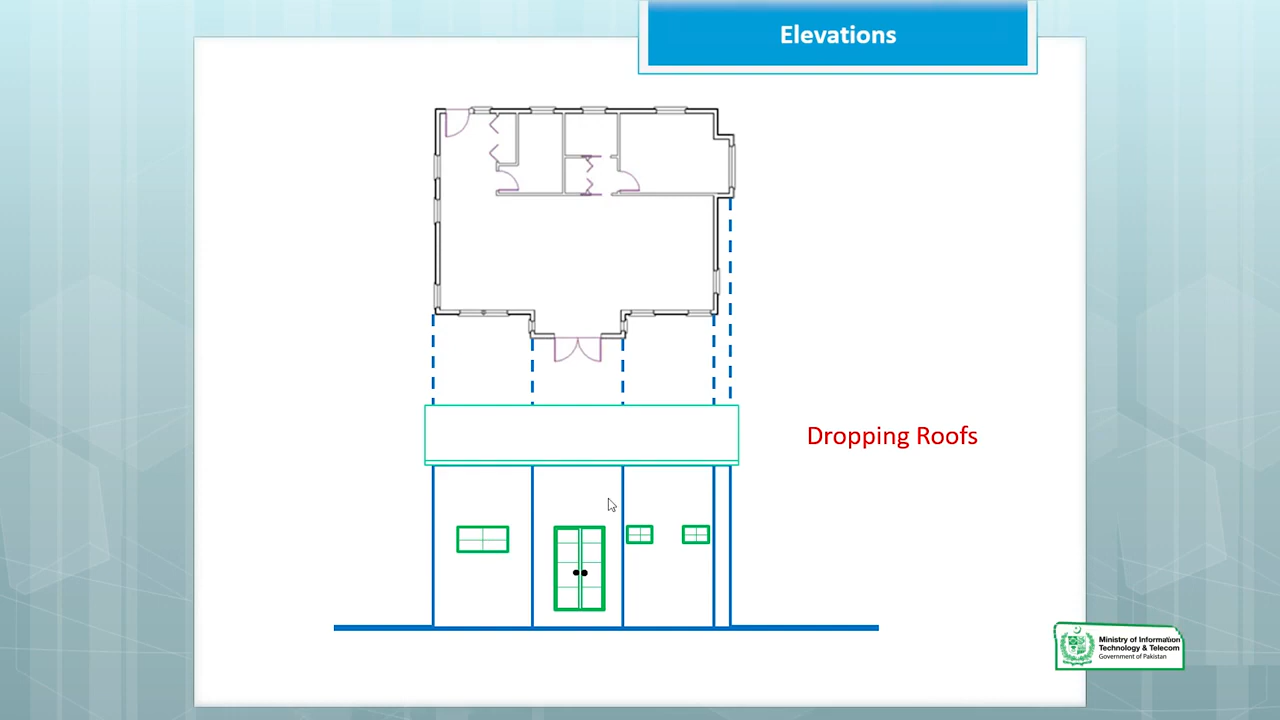 Elevations
Dropping Roofs
Ministry of Information
Technology & Telecom
Government of Pakistan